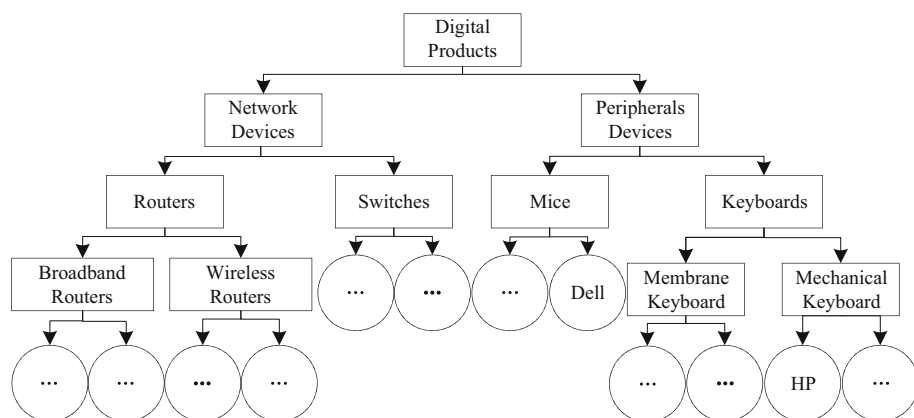 Digital
Products
Network
Devices
Peripherals
Devices
Routers
Switches
Mice
Keyboards
Broadband
Routers
Wireless
Routers
...
...
...
Dell
Membrane
Keyboard
Mechanical
Keyboard
...
...
...
...
...
...
HP
...